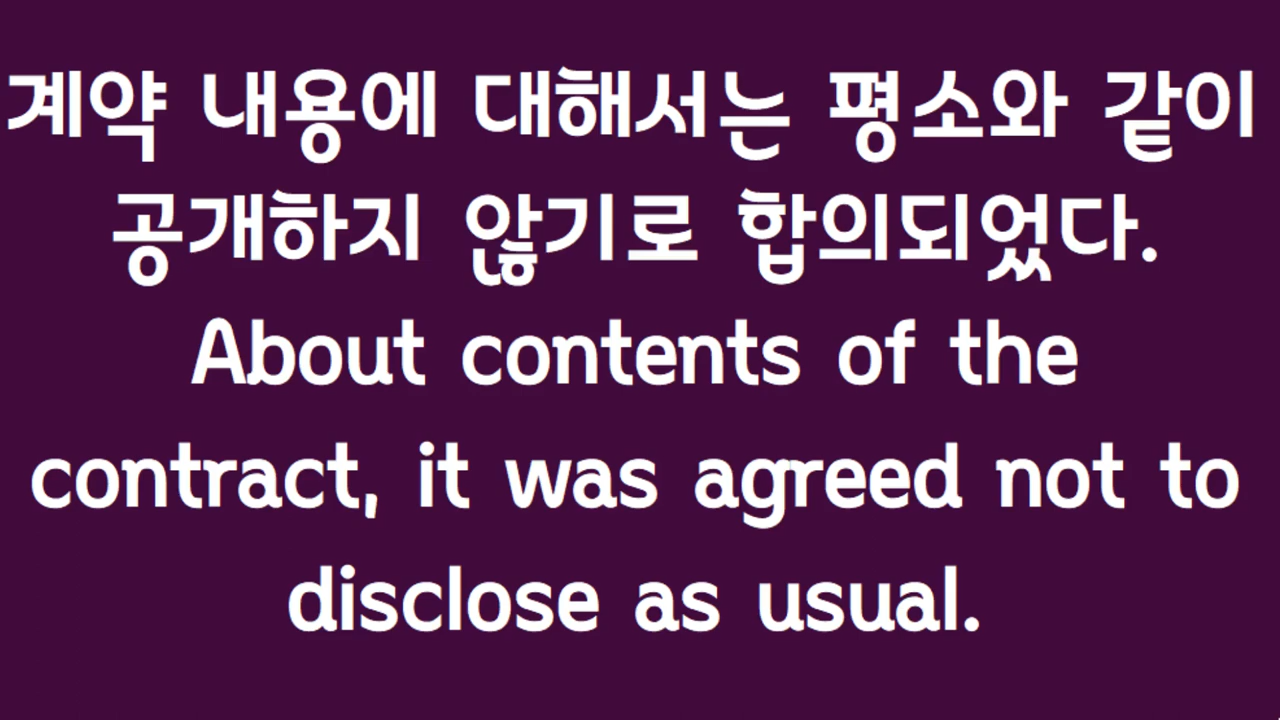 계약 내용에 대해서는 평소와 같이
공개하지 않기로 합의되었다.
About contents of the
contract, it was agreed not to
disclose as usual.